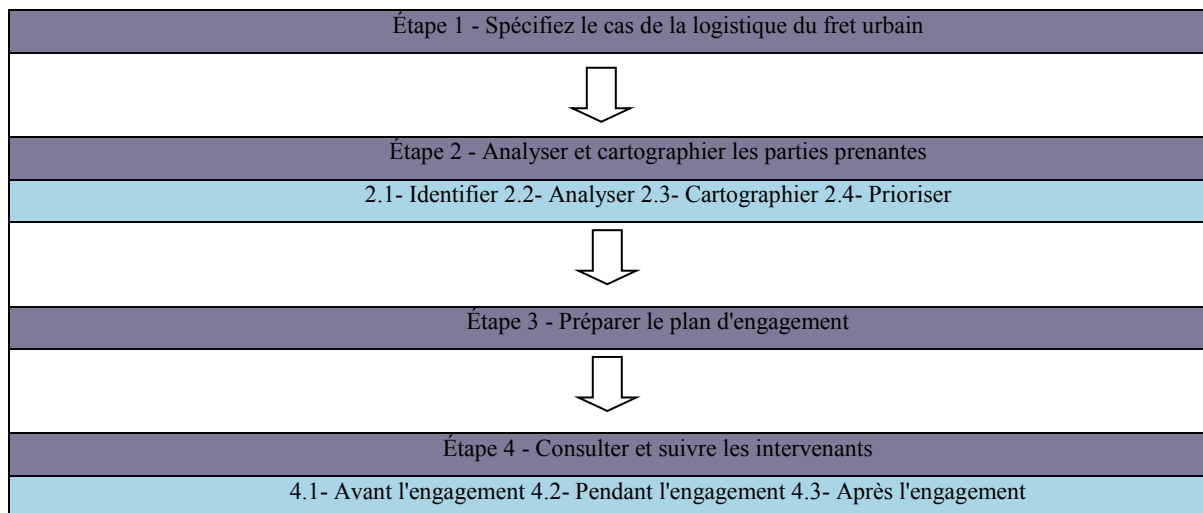 Étape 1 - Spécifiez le cas de la logistique du fret urbain
Étape 2 - Analyser et cartographier les parties prenantes
2.1- Identifier 2.2- Analyser 2.3- Cartographier 2.4- Prioriser
Étape 3 - Préparer le plan d'engagement
Étape 4 - Consulter et suivre les intervenants
4.1- Avant l'engagement 4.2- Pendant l'engagement 4.3- Après l'engagement